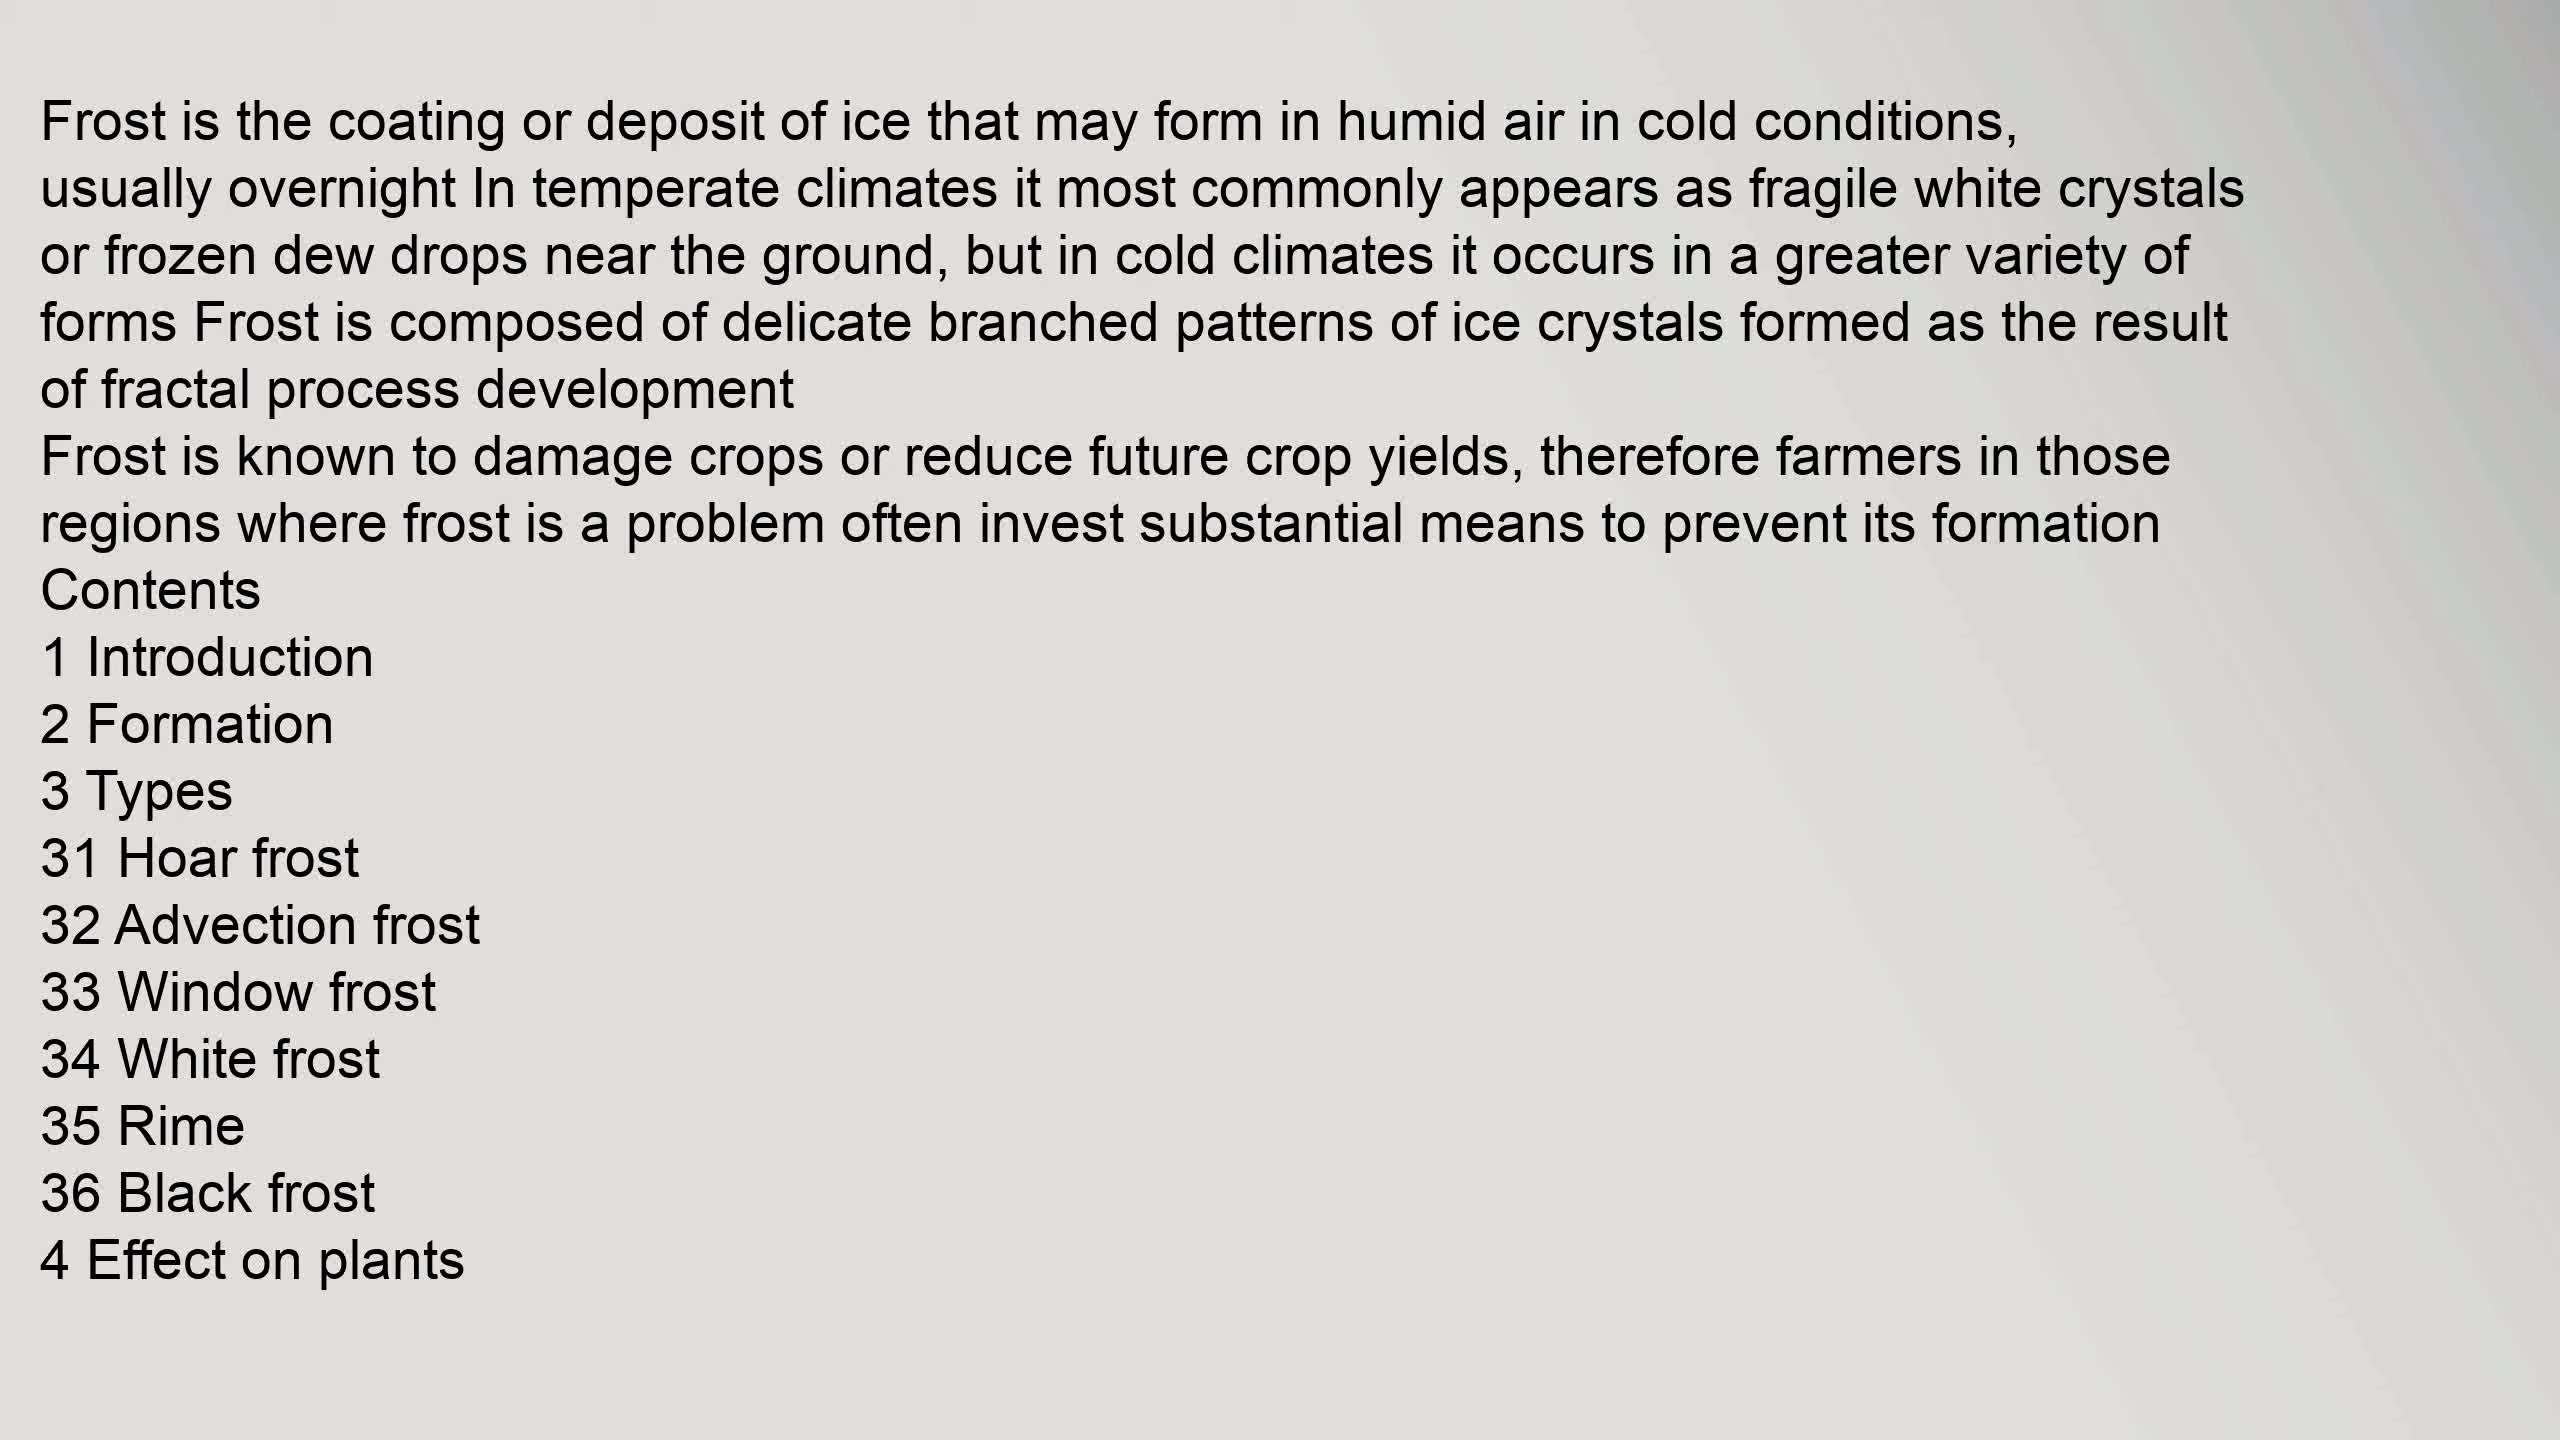 Frost is the coating or deposit of ice that may form in humid air in cold conditions,
usually overnight In temperate climates it most commonly appears as fragile white crystals
or frozen dew drops near the ground, but in cold climates it occurs in a greater variety of
forms Frost is composed of delicate branched patterns of ice crystals formed as the result
of fractal process development
Frost is known to damage crops or reduce future crop yields, therefore farmers in those
regions where frost is a problem often invest substantial means to prevent its formation
Contents
1 Introduction
2 Formation
3 Types
31 Hoar frost
32 Advection frost
33 Window frost
34 White frost
35 Rime
36 Black frost
4 Effect on plants